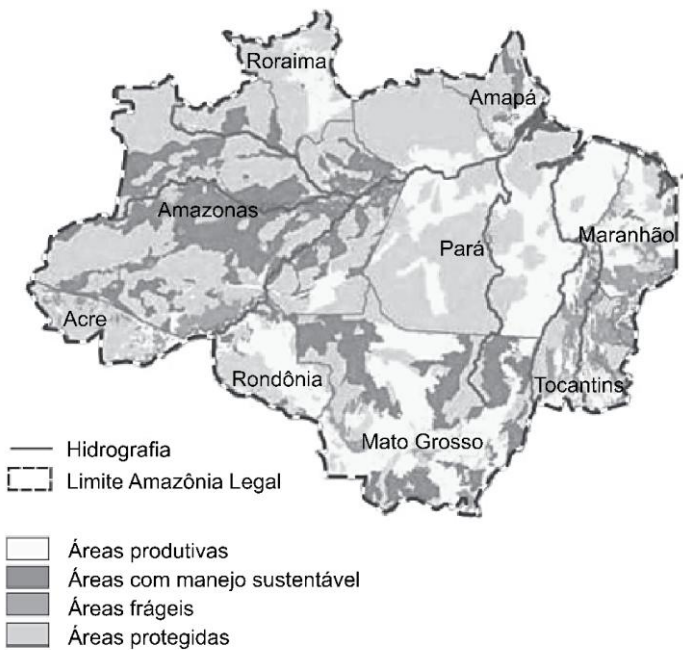 Roraima
Amapá
Amazonas
Pará
Maranhão
Acre
Rondônia
Tocantins
Mato Grosso
Hidrografia
Limite Amazônia Legal
Áreas produtivas
Áreas com manejo sustentável
Áreas frágeis
Áreas protegidas